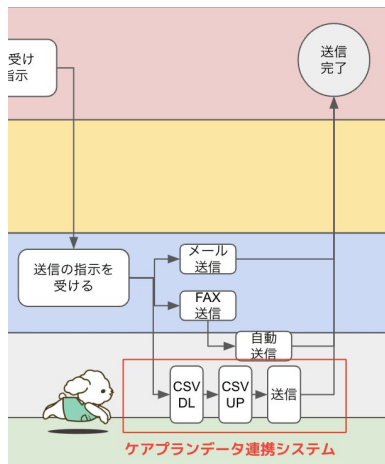 受け
指示
送信
完了
送信の指示を
受ける
メール
送信
FAX
送信
自動
送信
CSV
DL
CSV
UP
送信
ケアプランデータ連携システム